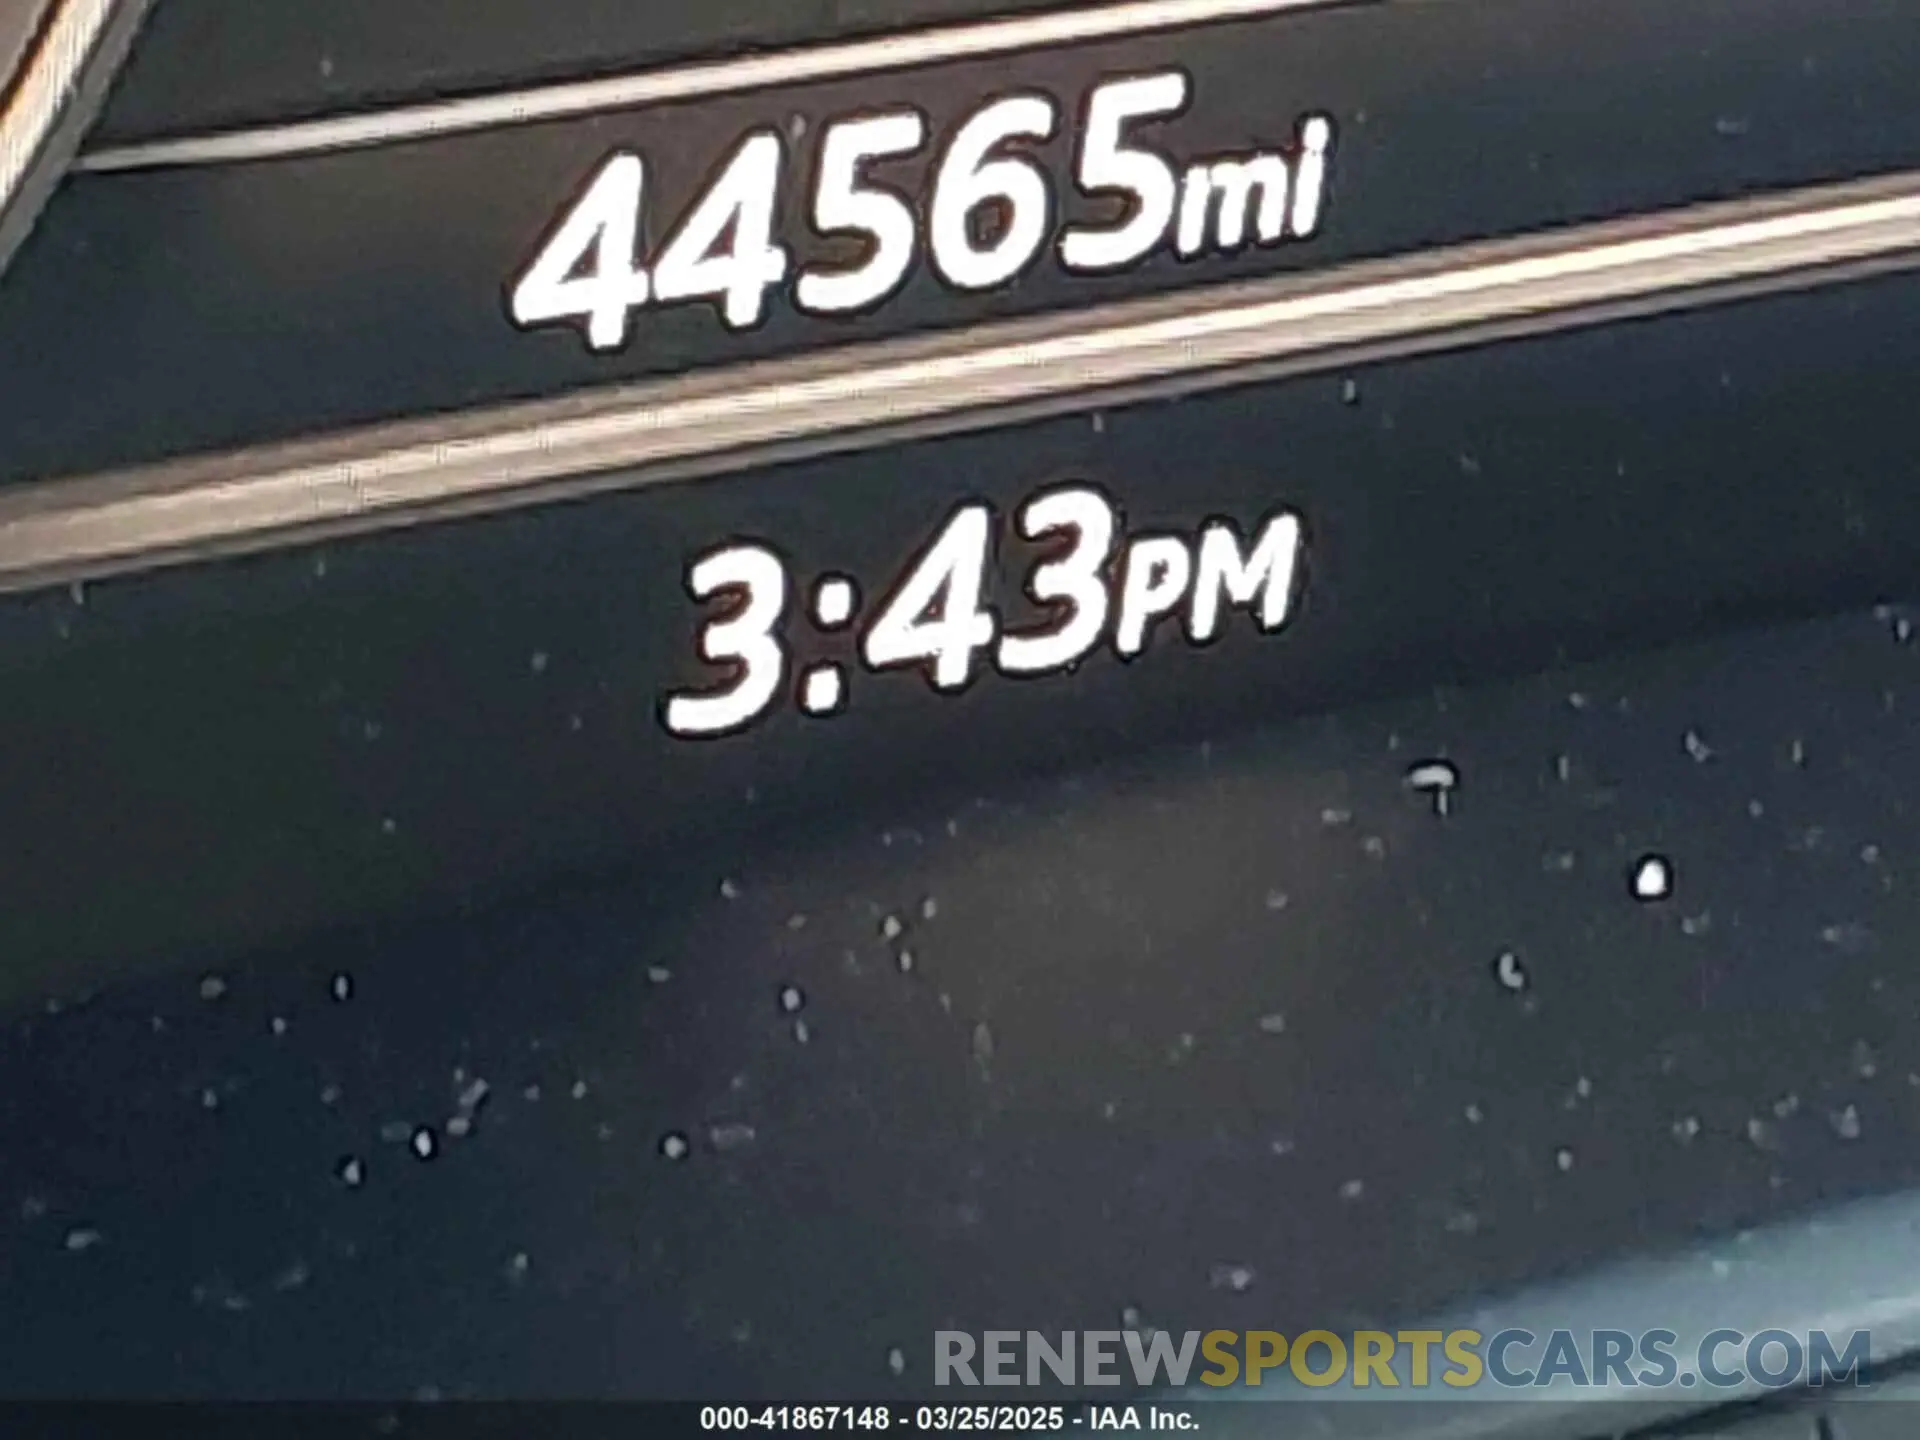 44565mi
3:43PM
RENEWSPORTSCARS.COM
000-41867148 - 03/25/2025 - IAA Inc.